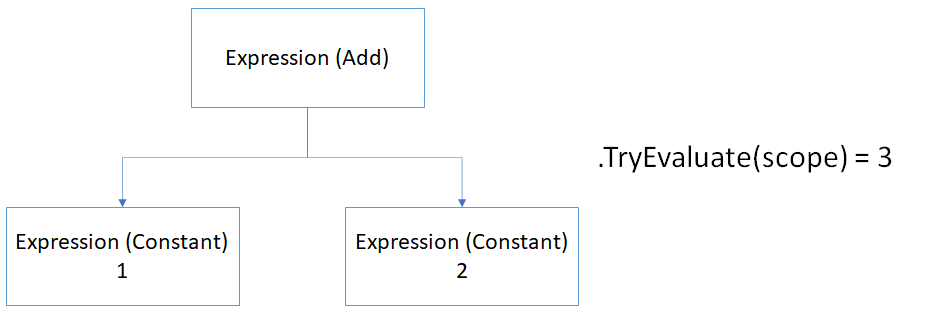 Expression (Add)
.TryEvaluate(scope) = 3
Expression (Constant)
1
Expression (Constant)
2